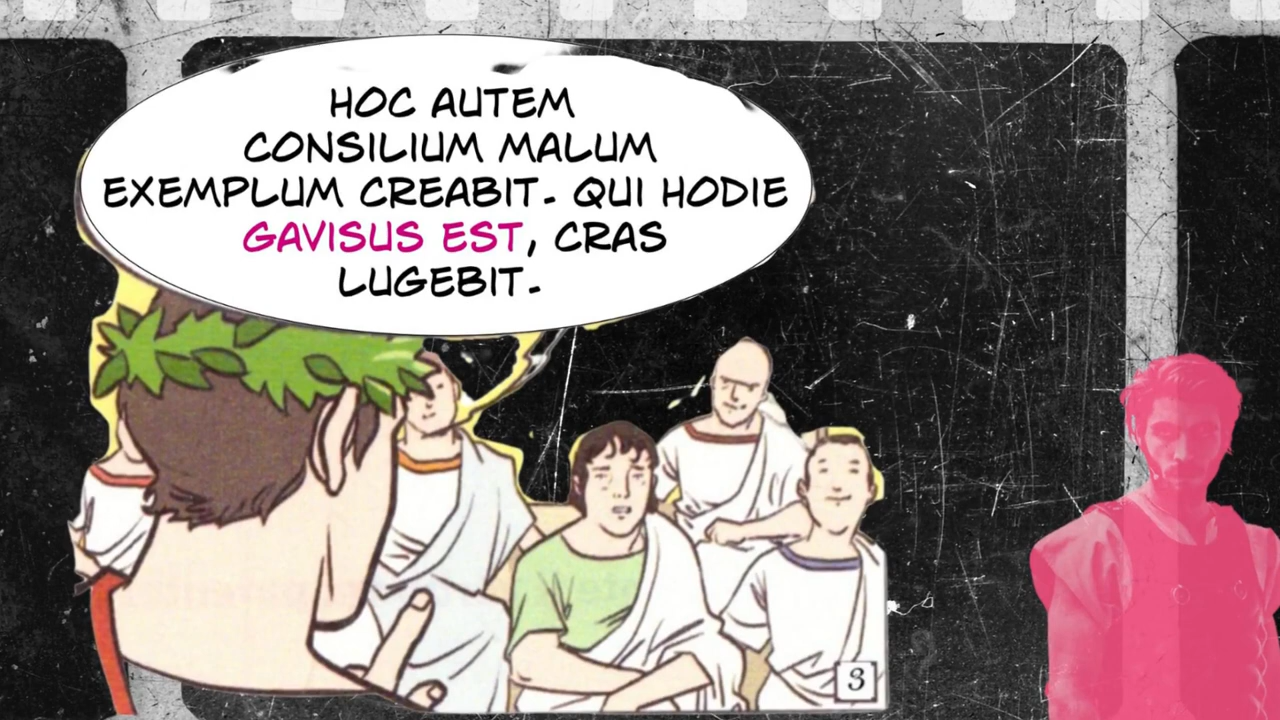 HOC AUTEM
CONSILIUM MALUM
EXEMPLUM CREABIT. QUI HODIE
GAVISUS EST, CRAS
LUGEBIT.
3